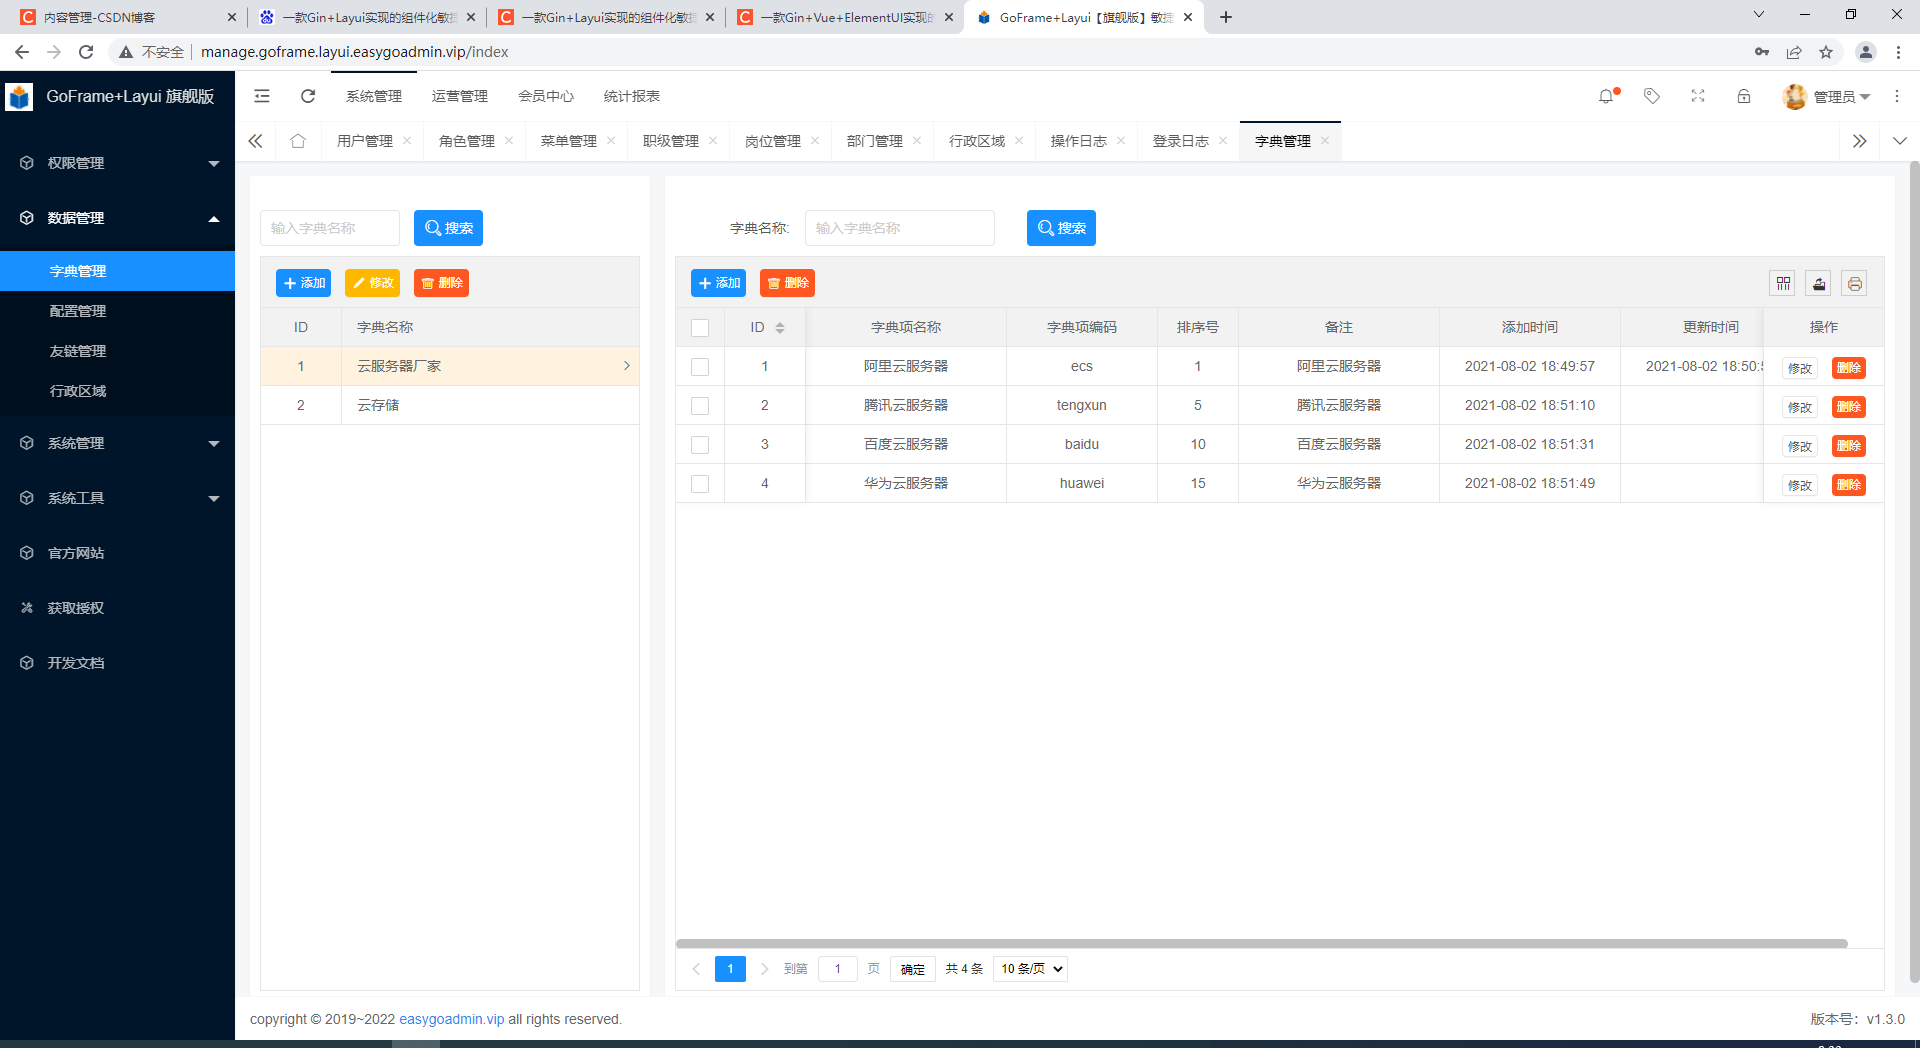 内容管理-CSDN博客
一款Gin+Layui实现的组件化敏捷
一款Gin+Layui实现的组件化敏捷
一款Gin+Vue+ElementUI实现的
GoFrame+Layui【旗舰版】敏捷
不安全
manage.goframe.layui.easygoadmin.vip/index
GoFrame+Layui 旗舰版
系统管理
运营管理
会员中心
统计报表
管理员
用户管理
角色管理
菜单管理
职级管理
岗位管理
部门管理
行政区域
操作日志
登录日志
字典管理
权限管理
数据管理
字典管理
配置管理
友链管理
行政区域
系统管理
系统工具
官方网站
获取授权
开发文档
输入字典名称 搜索
添加 修改 删除
ID 字典名称
1 云服务器厂家
2 云存储
字典名称: 输入字典名称 搜索
添加 删除
ID 字典项名称 字典项编码 排序号 备注 添加时间 更新时间 操作
1 阿里云服务器 ecs 1 阿里云服务器 2021-08-02 18:49:57 2021-08-02 18:50: 修改 删除
2 腾讯云服务器 tengxun 5 腾讯云服务器 2021-08-02 18:51:10 修改 删除
3 百度云服务器 baidu 10 百度云服务器 2021-08-02 18:51:31 修改 删除
4 华为云服务器 huawei 15 华为云服务器 2021-08-02 18:51:49 修改 删除
1 到第 1 页 确定 共 4 条 10 条/页
copyright © 2019~2022 easygoadmin.vip all rights reserved.
版本号：v1.3.0